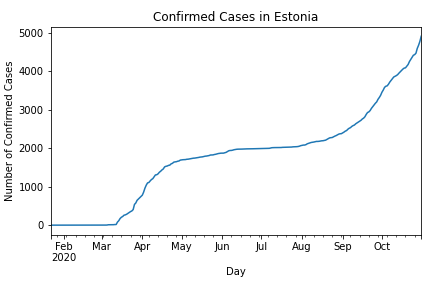 Confirmed Cases in Estonia
Number of Confirmed Cases
5000
4000
3000
2000
1000
0
Feb Mar Apr May Jun Jul Aug Sep Oct
2020
Day